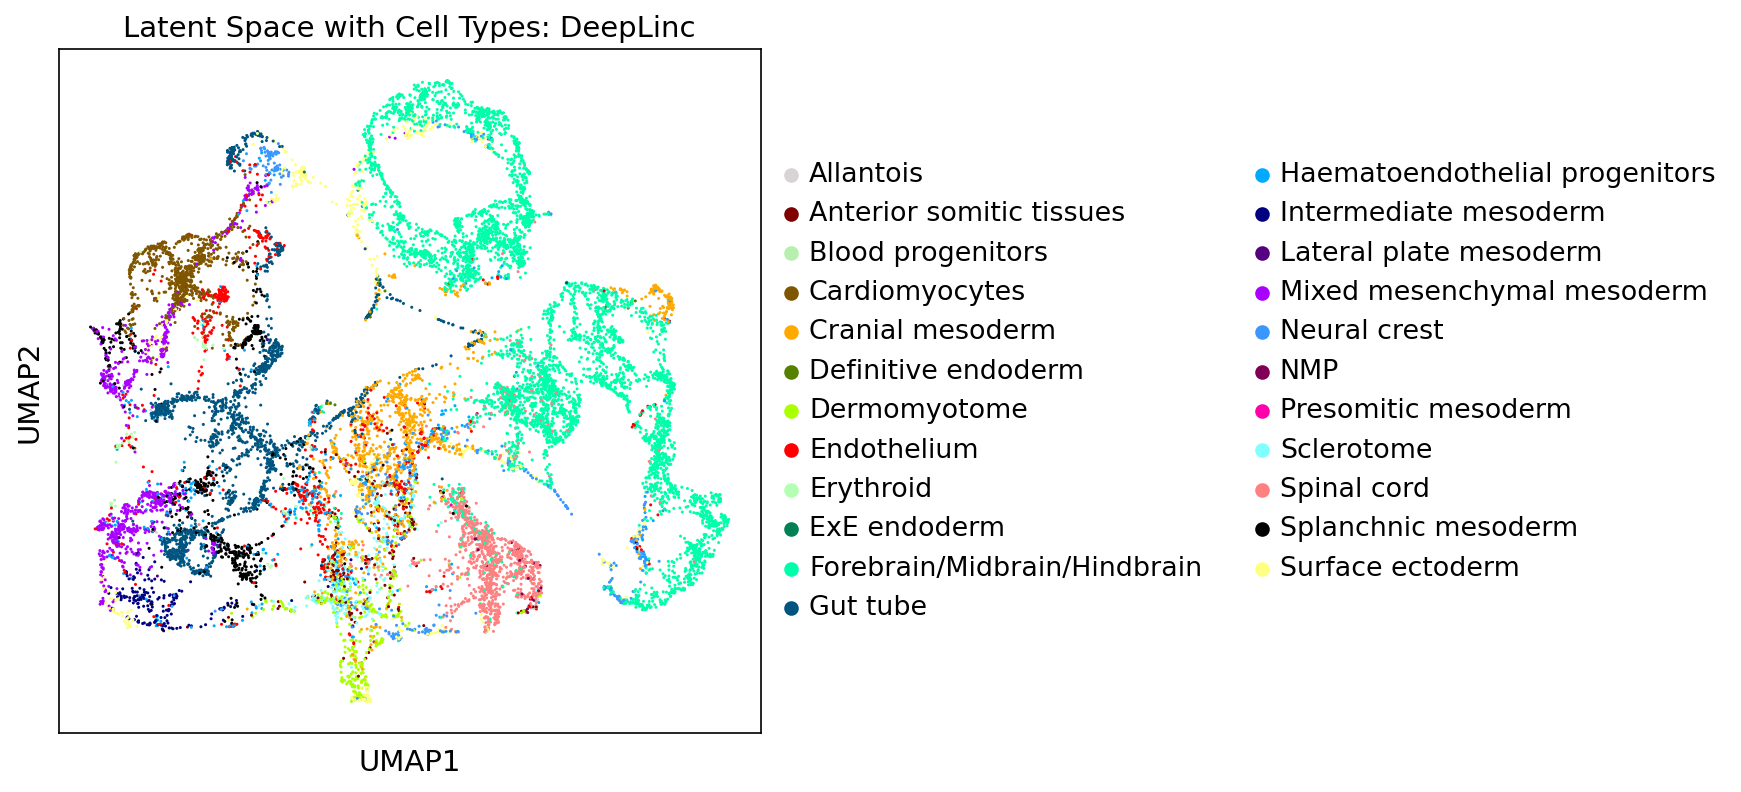 Latent Space with Cell Types: DeepLinc
UMAP2
UMAP1
Allantois
Anterior somitic tissues
Blood progenitors
Cardiomyocytes
Cranial mesoderm
Definitive endoderm
Dermomyotome
Endothelium
Erythroid
ExE endoderm
Forebrain/Midbrain/Hindbrain
Gut tube
Haematoendothelial progenitors
Intermediate mesoderm
Lateral plate mesoderm
Mixed mesenchymal mesoderm
Neural crest
NMP
Presomitic mesoderm
Sclerotome
Spinal cord
Splanchnic mesoderm
Surface ectoderm